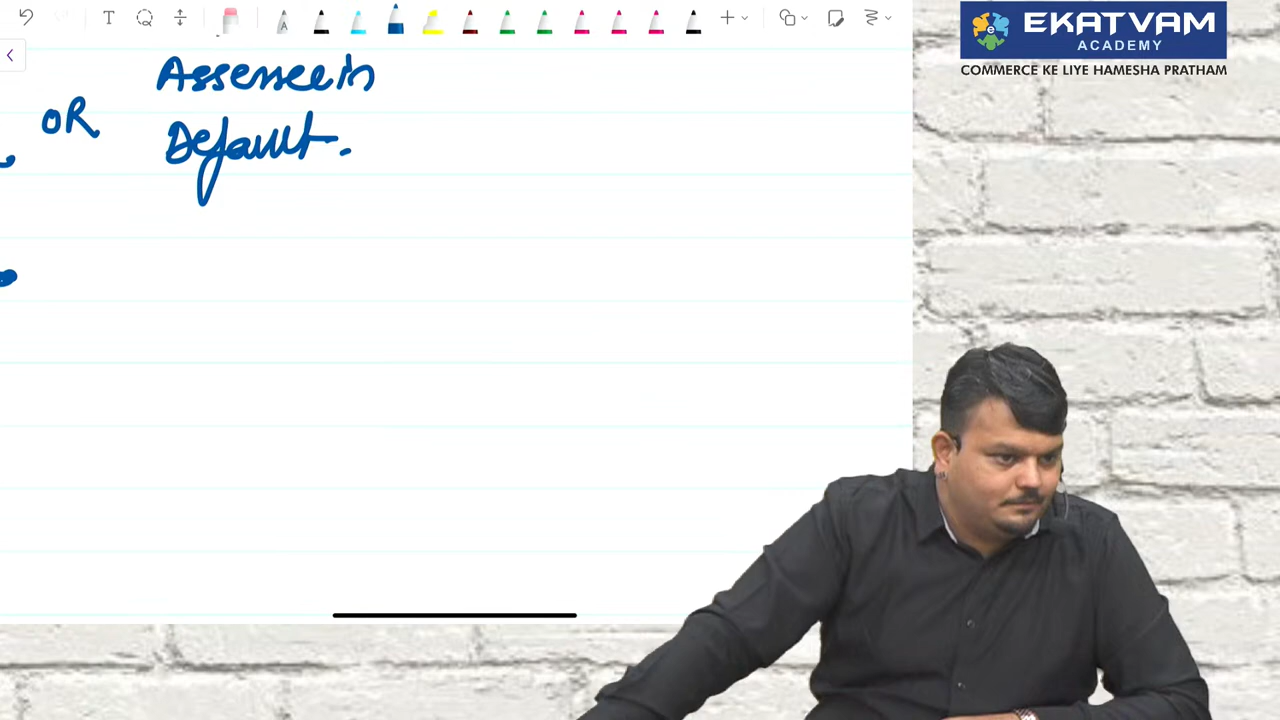 EKATVAM
ACADEMY
COMMERCE KE LIYE HAMESHA PRATHAM
T
A
Assessee in
OR
Default.